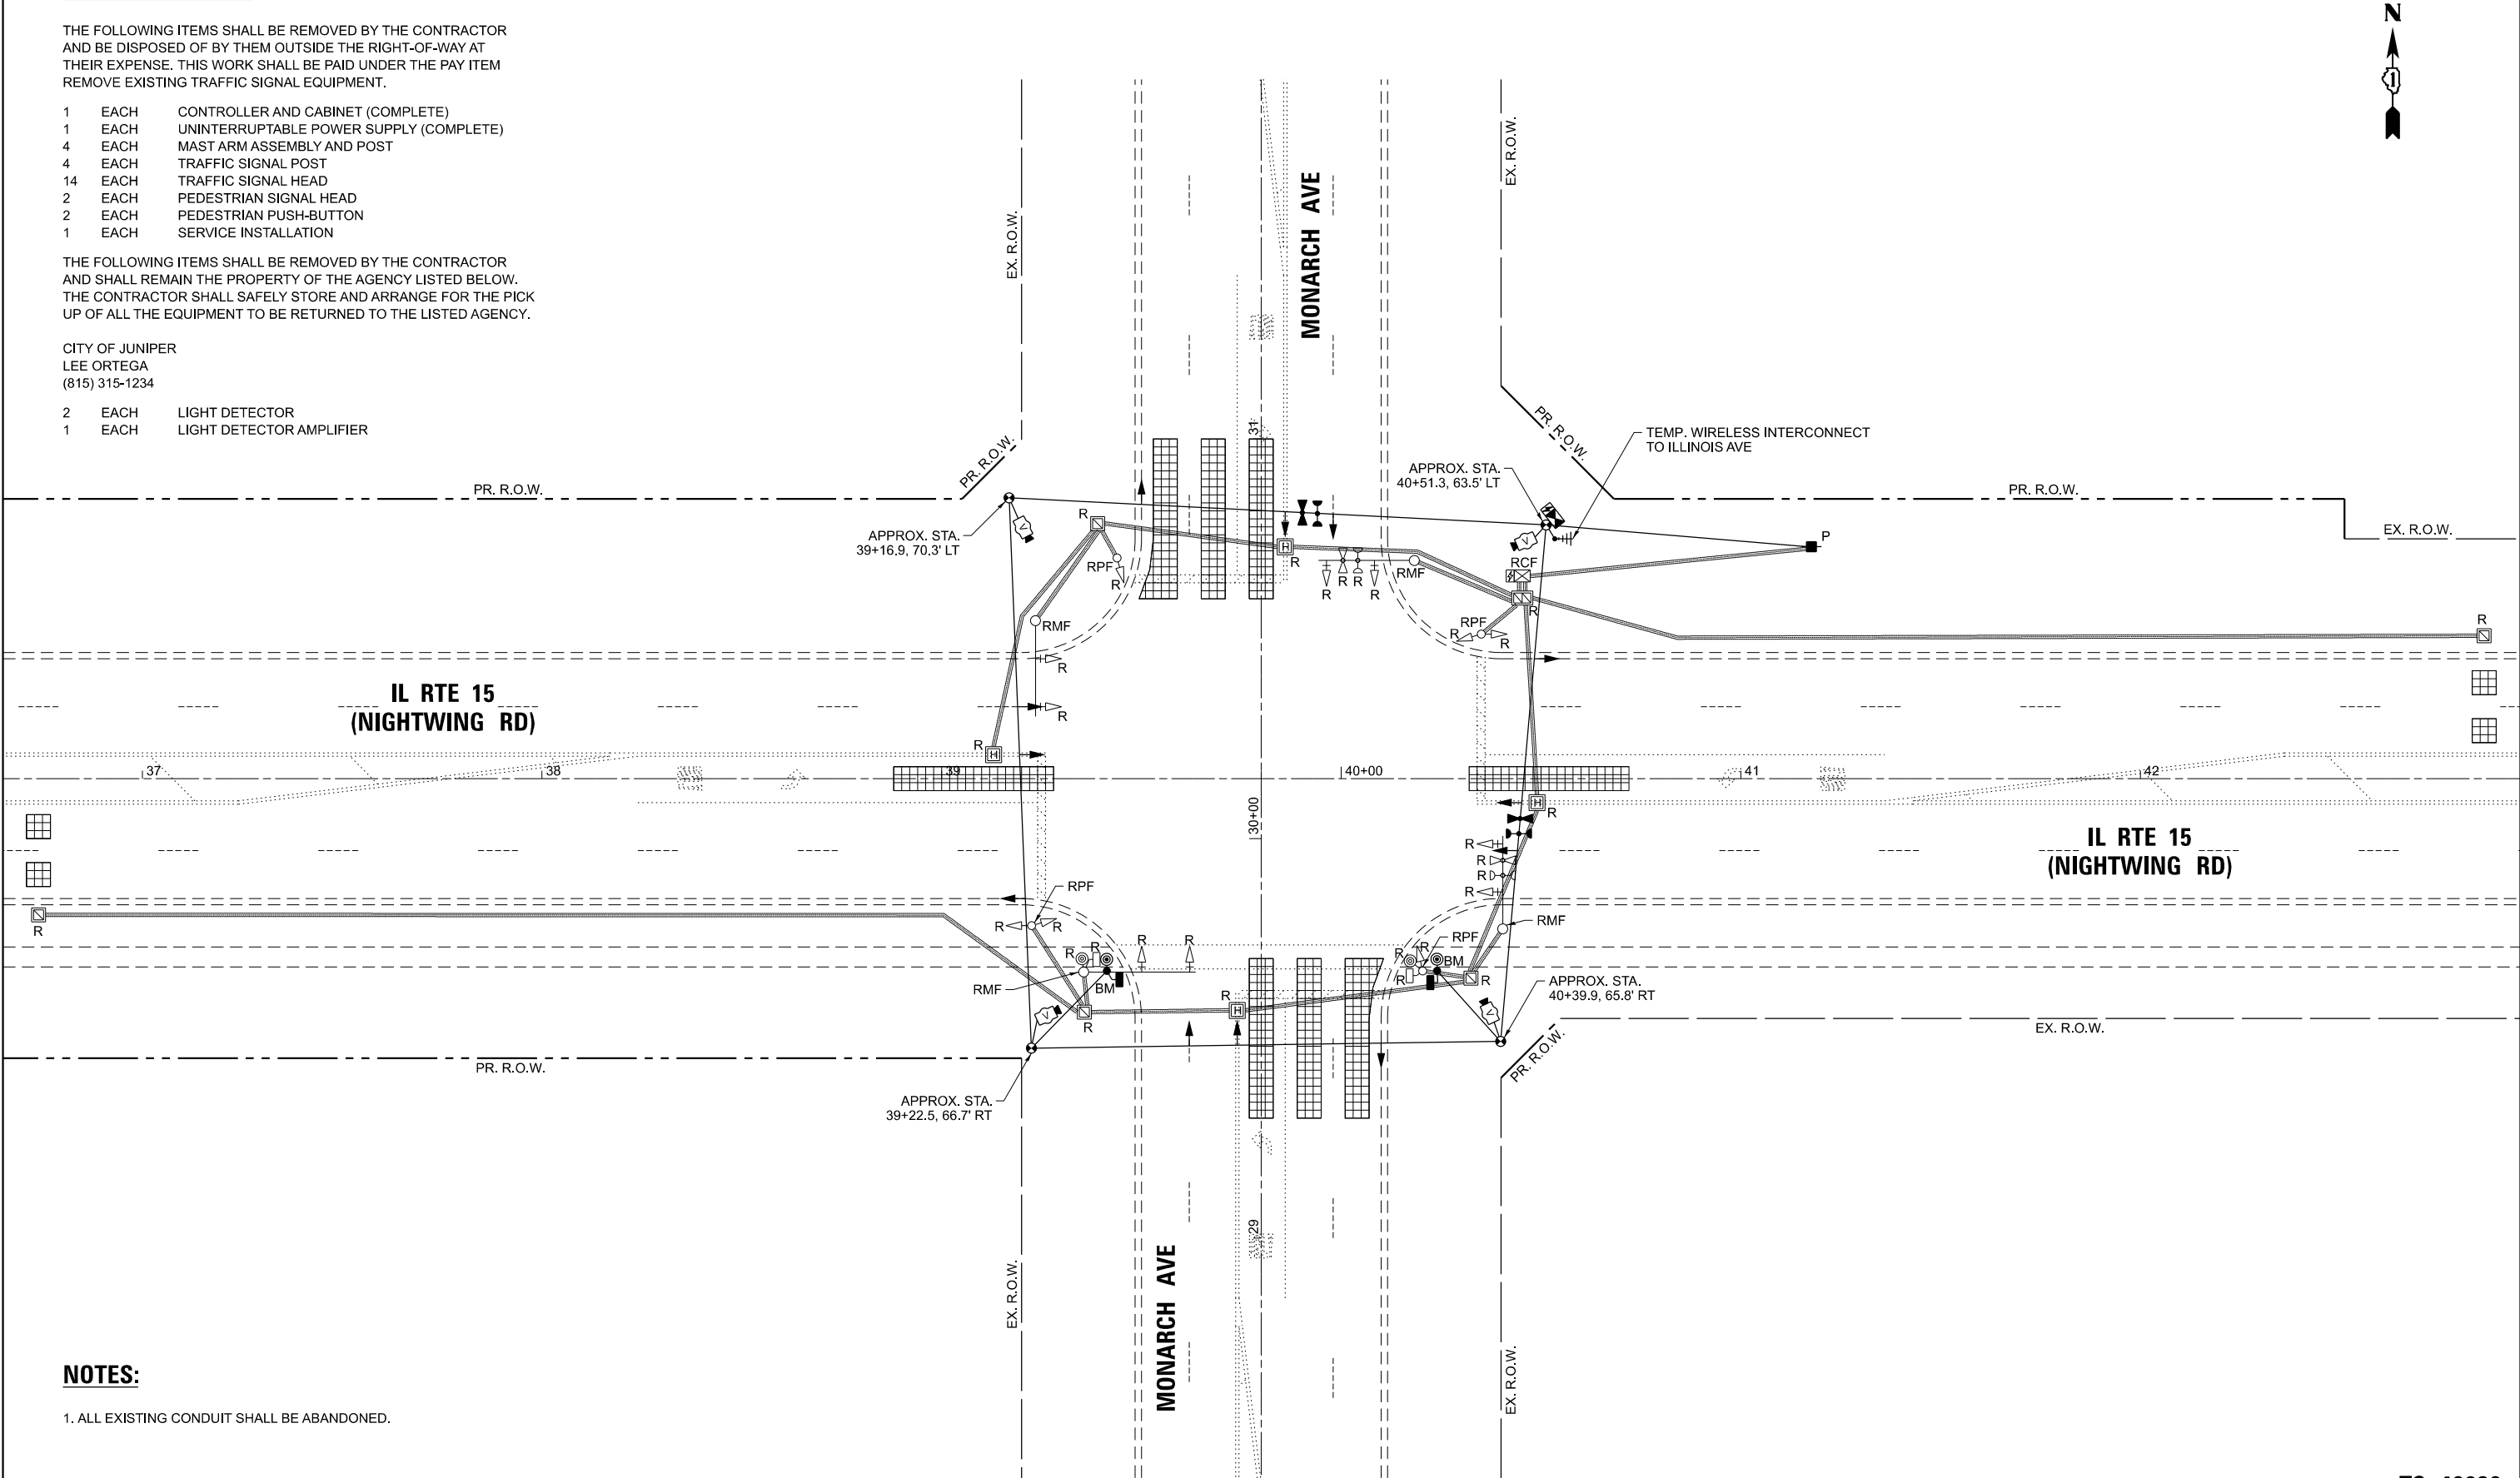 THE FOLLOWING ITEMS SHALL BE REMOVED BY THE CONTRACTOR
AND BE DISPOSED OF BY THEM OUTSIDE THE RIGHT-OF-WAY AT
THEIR EXPENSE. THIS WORK SHALL BE PAID UNDER THE PAY ITEM
REMOVE EXISTING TRAFFIC SIGNAL EQUIPMENT.
1 EACH CONTROLLER AND CABINET (COMPLETE)
1 EACH UNINTERRUPTABLE POWER SUPPLY (COMPLETE)
4 EACH MAST ARM ASSEMBLY AND POST
4 EACH TRAFFIC SIGNAL POST
14 EACH TRAFFIC SIGNAL HEAD
2 EACH PEDESTRIAN SIGNAL HEAD
2 EACH PEDESTRIAN PUSH-BUTTON
1 EACH SERVICE INSTALLATION
THE FOLLOWING ITEMS SHALL BE REMOVED BY THE CONTRACTOR
AND SHALL REMAIN THE PROPERTY OF THE AGENCY LISTED BELOW.
THE CONTRACTOR SHALL SAFELY STORE AND ARRANGE FOR THE PICK
UP OF ALL THE EQUIPMENT TO BE RETURNED TO THE LISTED AGENCY.
CITY OF JUNIPER
LEE ORTEGA
(815) 315-1234
2 EACH LIGHT DETECTOR
1 EACH LIGHT DETECTOR AMPLIFIER
N
1
EX. R.O.W.
EX. R.O.W.
MONARCH AVE
31
PR. R.O.W.
PR. R.O.W.
PR. R.O.W.
PR. R.O.W.
EX. R.O.W.
TEMP. WIRELESS INTERCONNECT
TO ILLINOIS AVE
APPROX. STA.
40+51.3, 63.5' LT
APPROX. STA.
39+16.9, 70.3' LT
R
H
R
V
V
P
RPF
R
RMF
RCF
R
R
R
R
R
RPF
R
R
R
RMF
R
R
IL RTE 15
(NIGHTWING RD)
R
H
37
38
39
40+00
41
42
30+00
H
R
IL RTE 15
(NIGHTWING RD)
R
R
R
R
R
RPF
R
R
RMF
RPF
R
R
R
R
R
R
BM
R
R
RMF
BM
R
R
H
V
V
APPROX. STA.
40+39.9, 65.8' RT
EX. R.O.W.
PR. R.O.W.
PR. R.O.W.
APPROX. STA.
39+22.5, 66.7' RT
29
EX. R.O.W.
MONARCH AVE
EX. R.O.W.
NOTES:
1. ALL EXISTING CONDUIT SHALL BE ABANDONED.